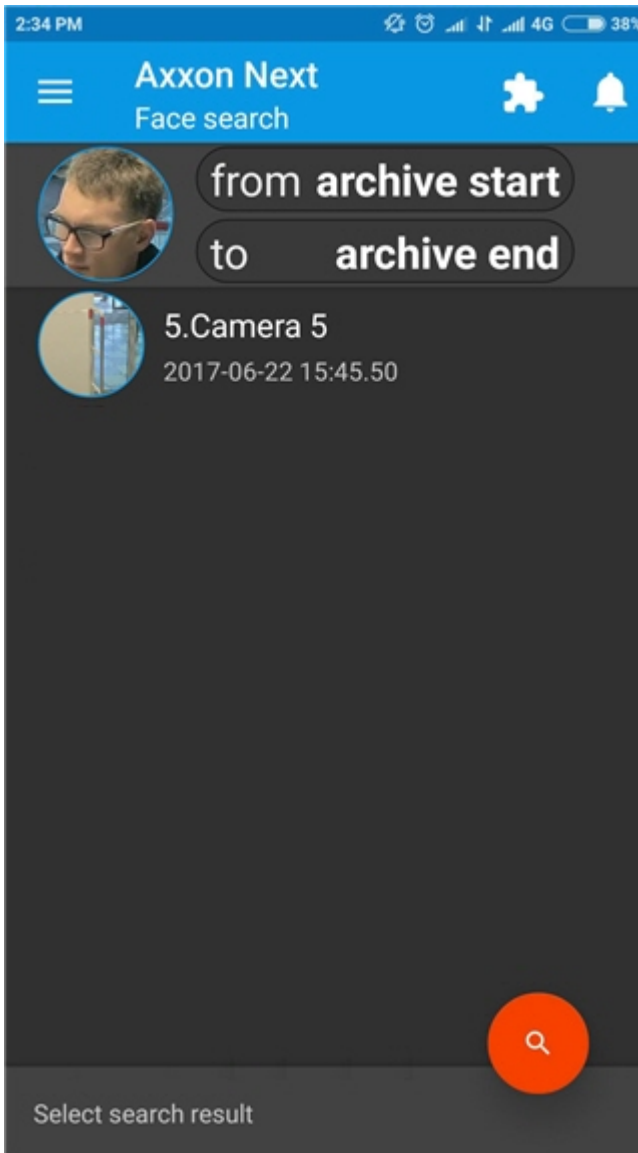 2:34 PM 4G 38%
Axxon Next
Face search
from archive start
to archive end
5.Camera 5
2017-06-22 15:45.50
Select search result